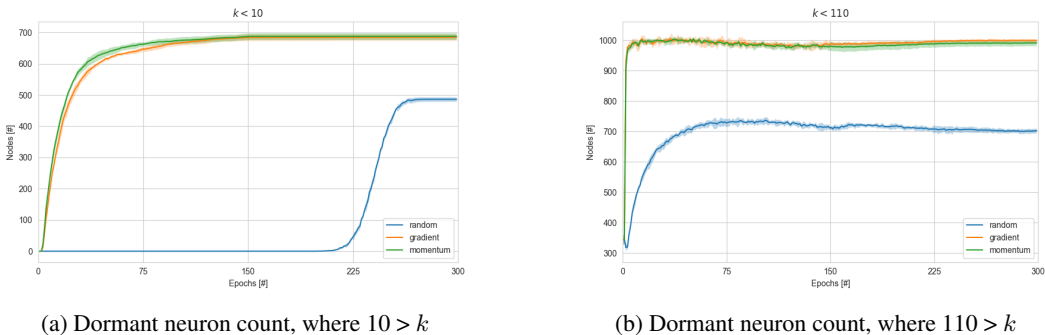 k < 10
Nodes [#]
700
600
500
400
300
200
100
0
0 75 150 225 300
Epochs [#]
random
gradient
momentum
(a) Dormant neuron count, where 10 > k
k < 110
Nodes [#]
1000
900
800
700
600
500
400
300
0 75 150 225 300
Epochs [#]
random
gradient
momentum
(b) Dormant neuron count, where 110 > k